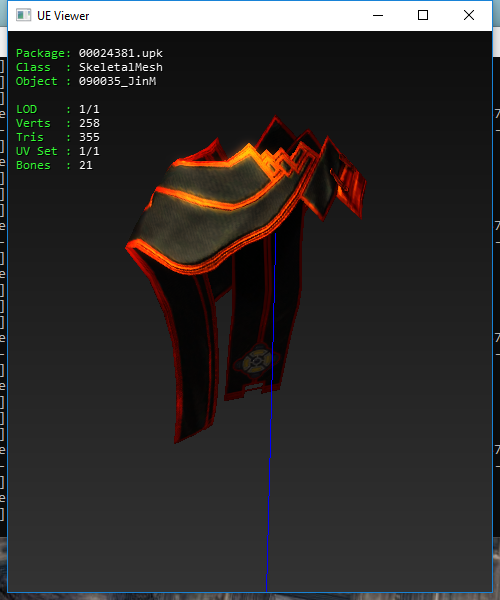 UE Viewer
Package: 00024381.upk
Class : SkeletalMesh
Object : 090035_JinM
LOD : 1/1
Verts : 258
Tris : 355
UV Set : 1/1
Bones : 21